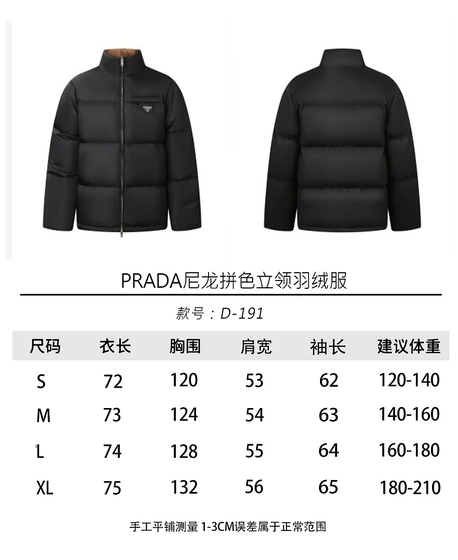 PRADA尼龙拼色立领羽绒服
款号：D-191
尺码 衣长 胸围 肩宽 袖长 建议体重
S 72 120 53 62 120-140
M 73 124 54 63 140-160
L 74 128 55 64 160-180
XL 75 132 56 65 180-210
手工平铺测量 1-3CM误差属于正常范围